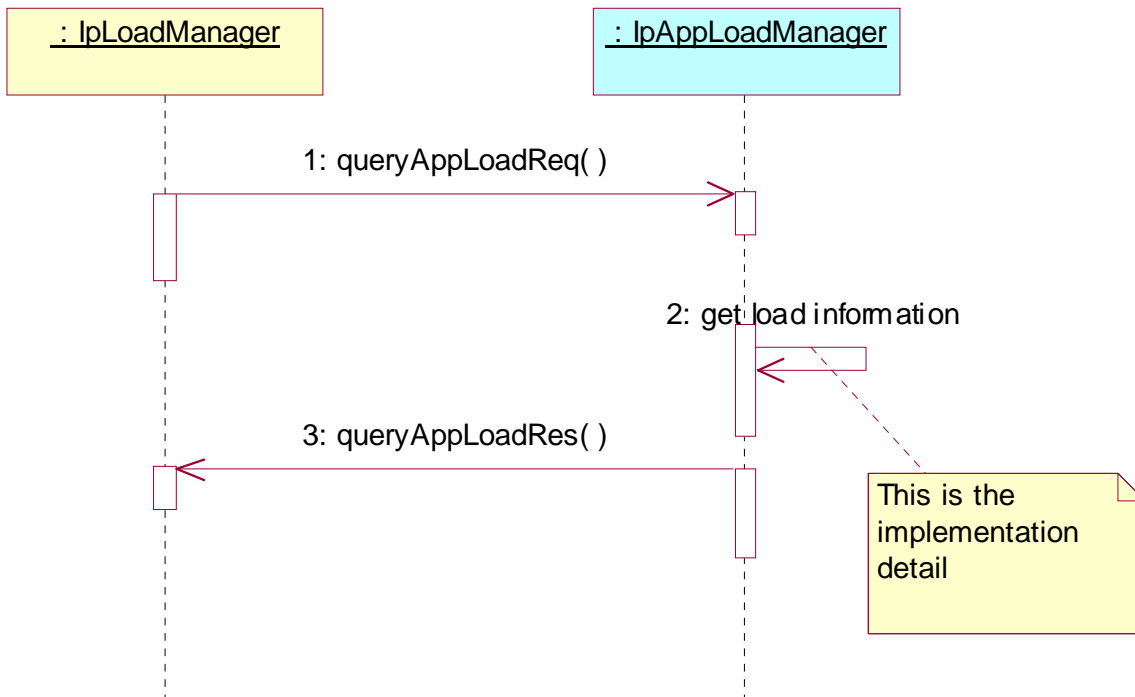 : IpLoadManager
: IpAppLoadManager
1: queryAppLoadReq( )
2: get load information
3: queryAppLoadRes( )
This is the
implementation
detail